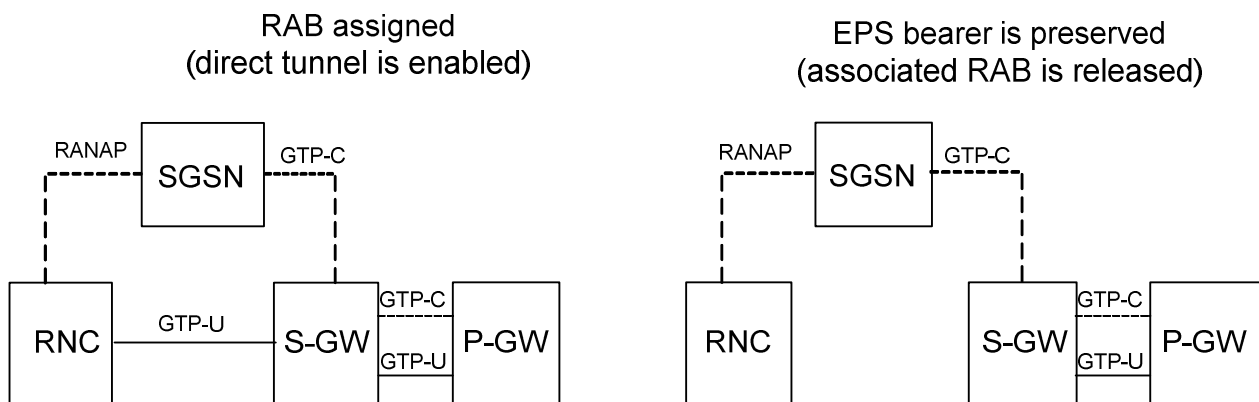 RAB assigned
(direct tunnel is enabled)
RANAP
SGSN
GTP-C
RNC
GTP-U
S-GW
GTP-C
GTP-U
P-GW
EPS bearer is preserved
(associated RAB is released)
RANAP
SGSN
GTP-C
RNC
S-GW
GTP-C
GTP-U
P-GW